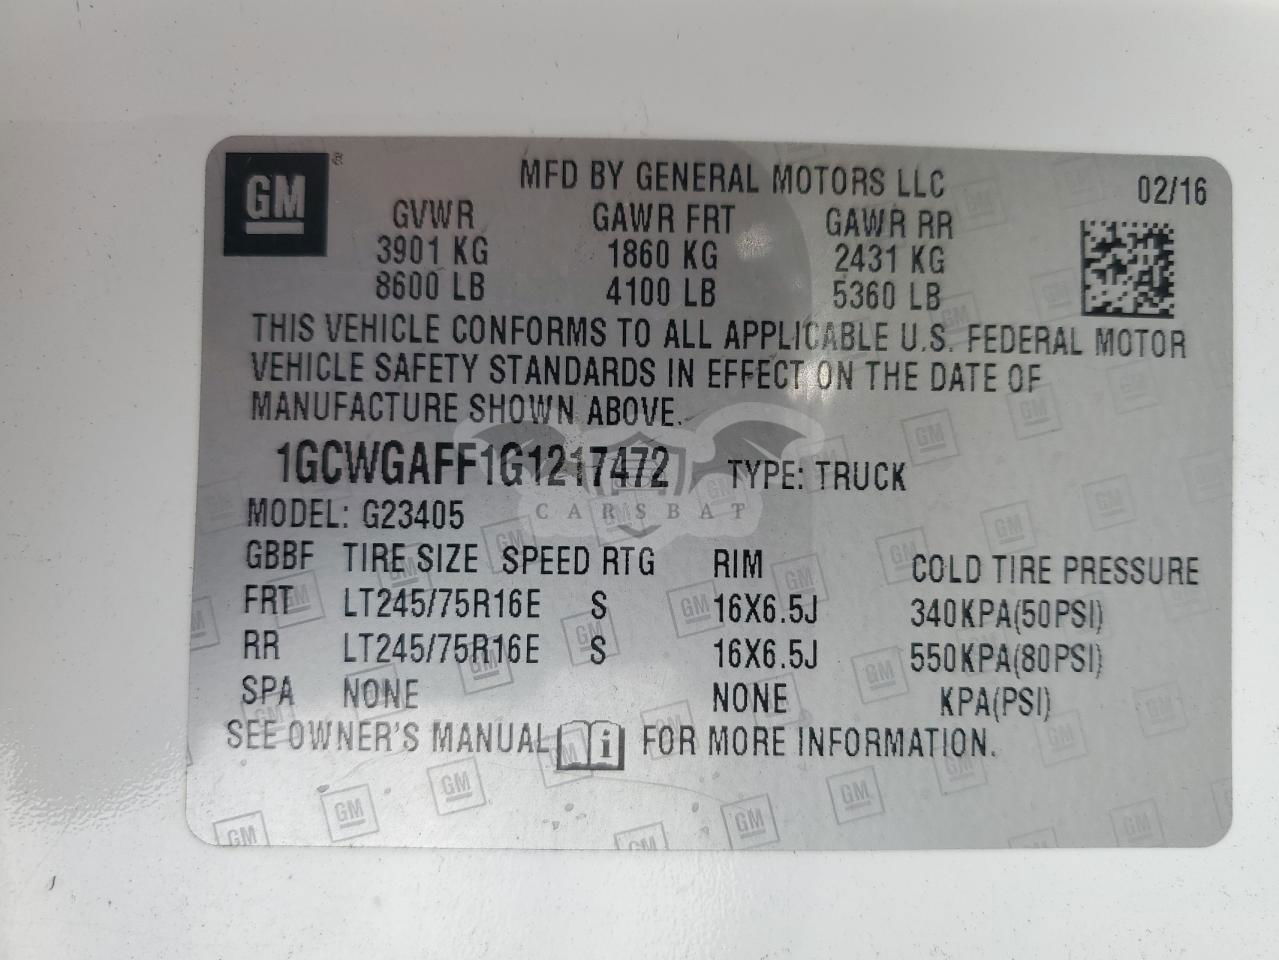 GM
MFD BY GENERAL MOTORS LLC 02/16
GVWR GAWR FRT GAWR RR
3901 KG 1860 KG 2431 KG
8600 LB 4100 LB 5360 LB
THIS VEHICLE CONFORMS TO ALL APPLICABLE U.S. FEDERAL MOTOR
VEHICLE SAFETY STANDARDS IN EFFECT ON THE DATE OF
MANUFACTURE SHOWN ABOVE.
1GCWGAFF1G1217472 TYPE: TRUCK
CARSBAT
MODEL: G23405
GBBF TIRE SIZE SPEED RTG RIM COLD TIRE PRESSURE
FRT LT245/75R16E S 16X6.5J 340KPA(50PSI)
RR LT245/75R16E S 16X6.5J 550KPA(80PSI)
SPA NONE NONE KPA(PSI)
SEE OWNER'S MANUAL i FOR MORE INFORMATION.